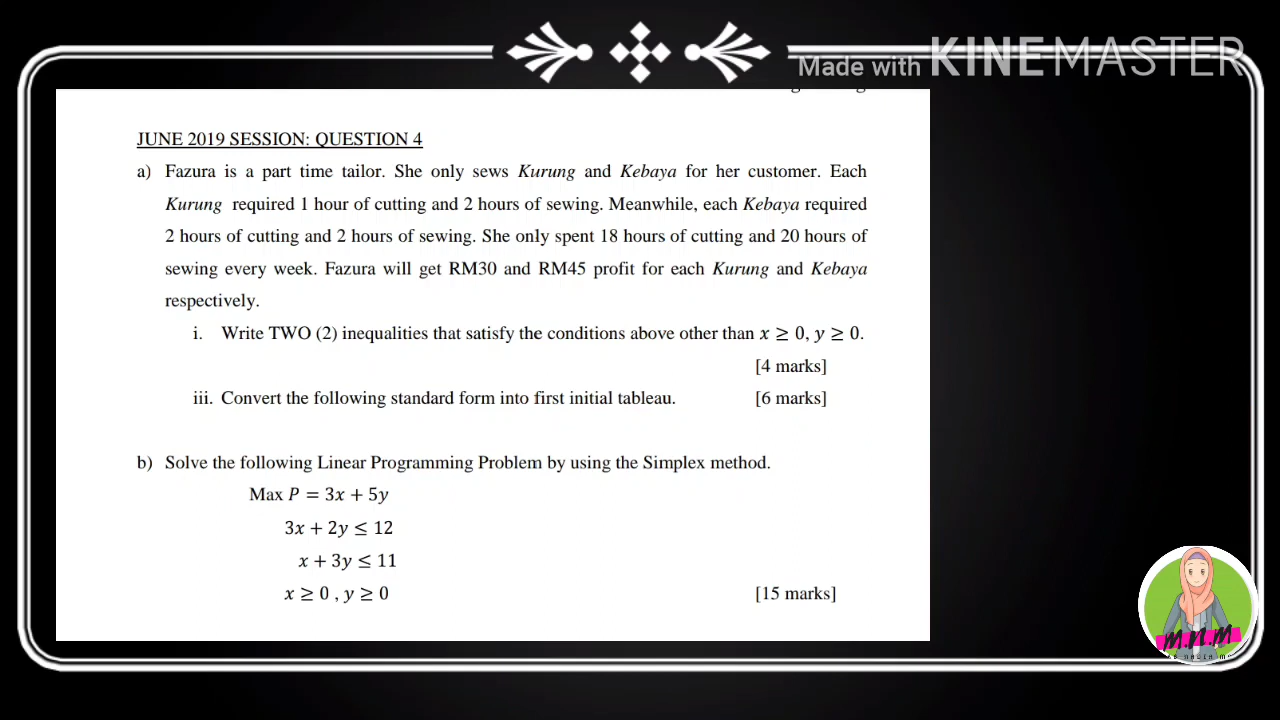 Made with KINEMASTER
JUNE 2019 SESSION: QUESTION 4
a) Fazura is a part time tailor. She only sews Kurung and Kebaya for her customer. Each
Kurung required 1 hour of cutting and 2 hours of sewing. Meanwhile, each Kebaya required
2 hours of cutting and 2 hours of sewing. She only spent 18 hours of cutting and 20 hours of
sewing every week. Fazura will get RM30 and RM45 profit for each Kurung and Kebaya
respectively.
i. Write TWO (2) inequalities that satisfy the conditions above other than x ≥ 0, y ≥ 0.
[4 marks]
iii. Convert the following standard form into first initial tableau. [6 marks]
b) Solve the following Linear Programming Problem by using the Simplex method.
Max P = 3x + 5y
3x + 2y ≤ 12
x + 3y ≤ 11
x ≥ 0 , y ≥ 0 [15 marks]
M.N.M